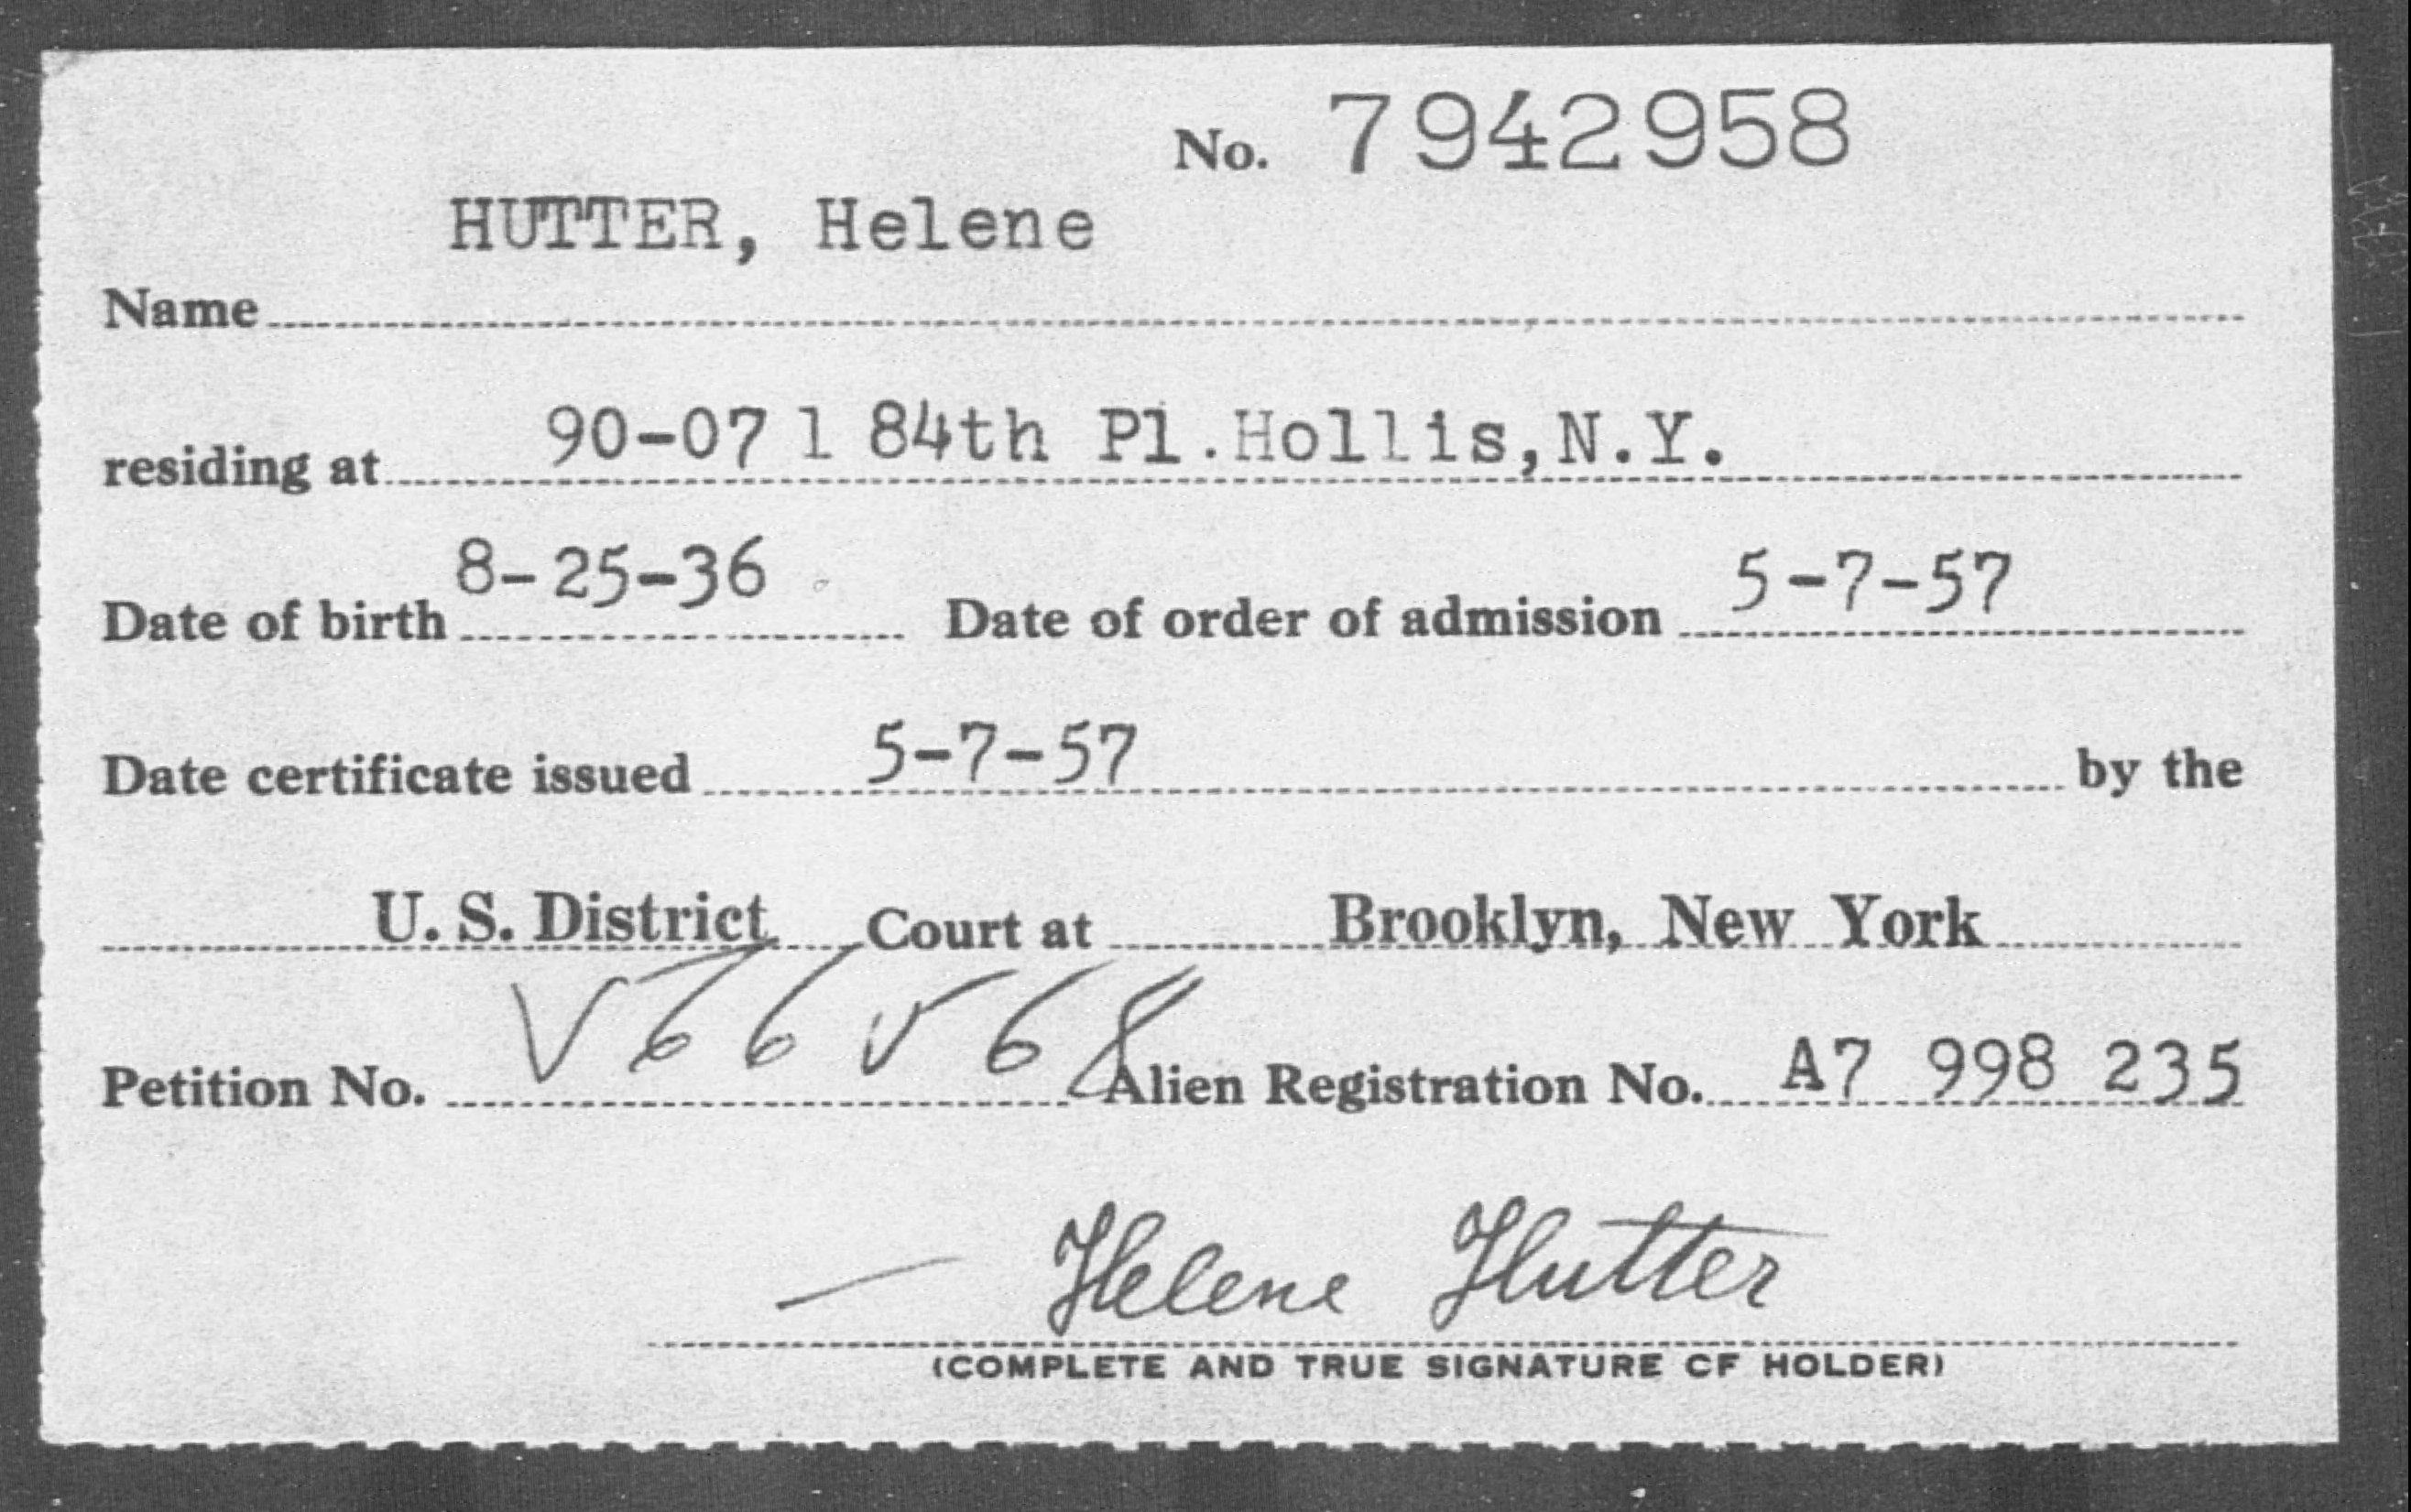 No. 7942958
HUTTER, Helene
Name
residing at 90-07 184th Pl.Hollis,N.Y.
Date of birth 8-25-36 Date of order of admission 5-7-57
Date certificate issued 5-7-57 by the
U. S. District Court at Brooklyn, New York
Petition No. Alien Registration No. A7 998 235
Helene Hutter
(COMPLETE AND TRUE SIGNATURE OF HOLDER)